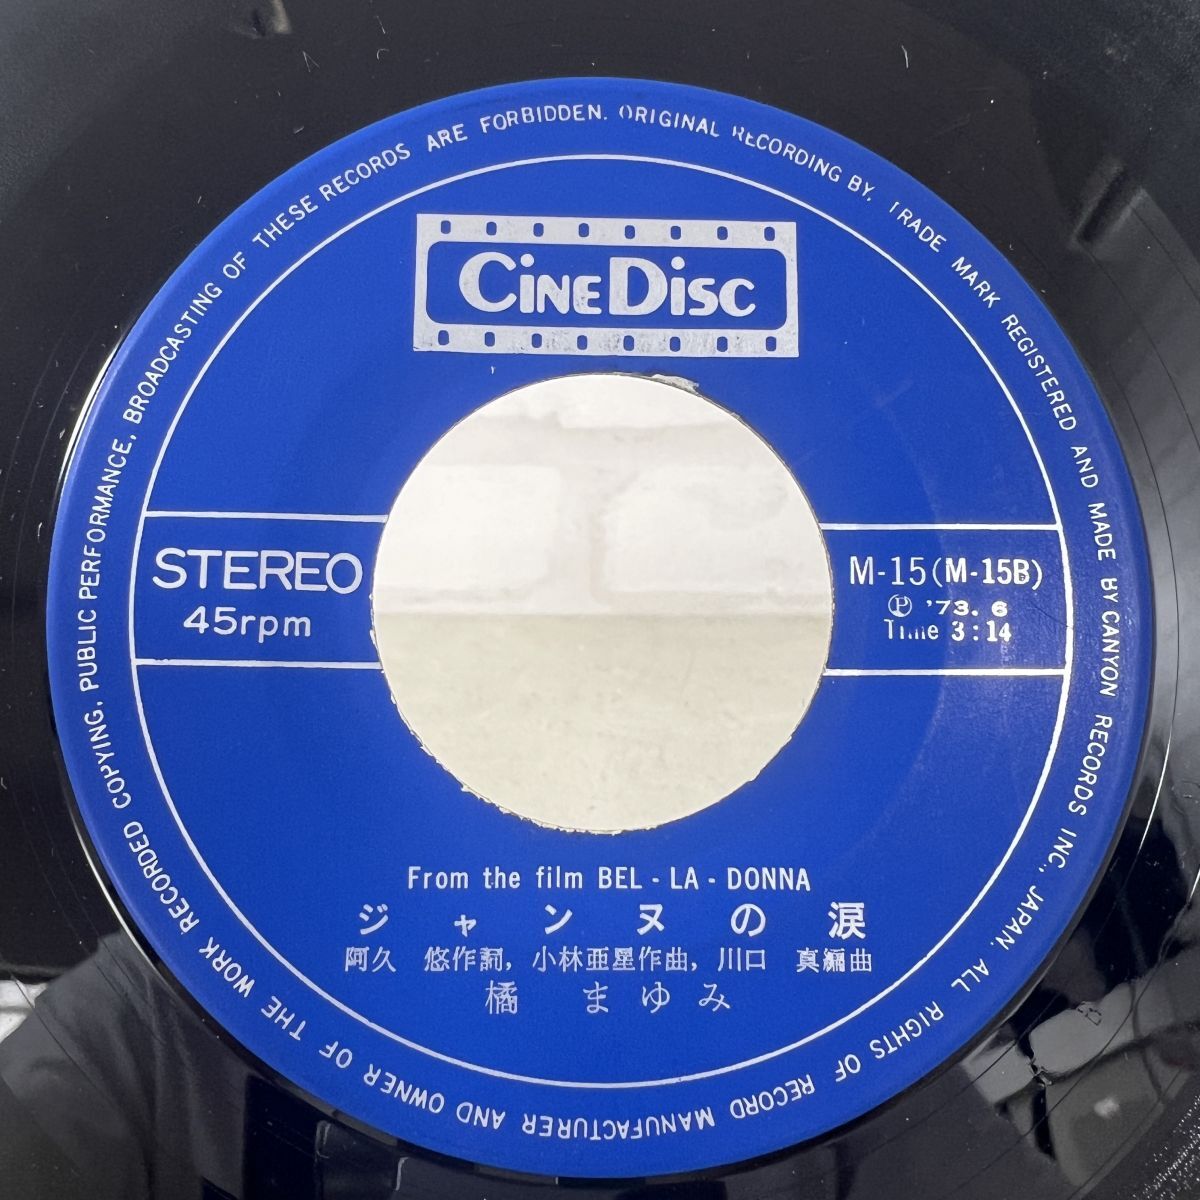 CINE DISC
STEREO
45rpm
M-15(M-15B)
Ⓟ '73. 6
Time 3:14
From the film BEL - LA - DONNA
ジャンヌの涙
阿久 悠作詞, 小林亜星作曲, 川口 真編曲
橘 まゆみ
ALL RIGHTS OF RECORD MANUFACTURER AND OWNER OF THE WORK RECORDED COPYING, PUBLIC PERFORMANCE, BROADCASTING OF THESE RECORDS ARE FORBIDDEN. ORIGINAL RECORDING BY. TRADE MARK REGISTERED AND MADE BY CANYON RECORDS INC., JAPAN.